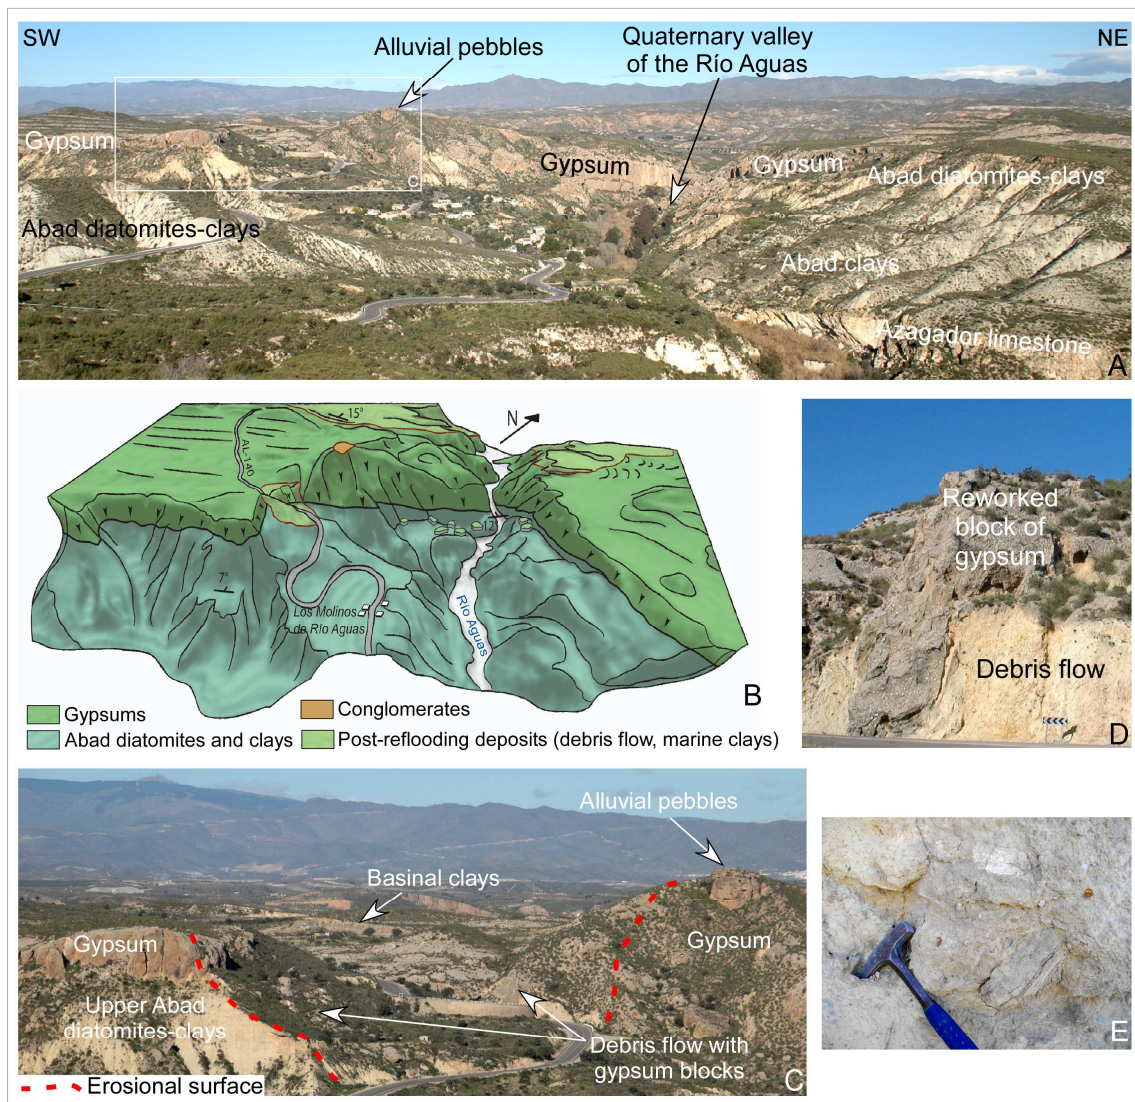 SW
NE
Alluvial pebbles
Quaternary valley
of the Río Aguas
Gypsum
Gypsum
Gypsum
Abad diatomites-clays
Abad diatomites-clays
Abad clays
Azagador limestone
C
A
15°
N
AL-140
12
7°
Los Molinos
de Río Aguas
Río Aguas
B
Gypsums
Conglomerates
Abad diatomites and clays
Post-reflooding deposits (debris flow, marine clays)
Reworked
block of
gypsum
Debris flow
D
Alluvial pebbles
Basinal clays
Gypsum
Gypsum
Upper Abad
diatomites-clays
Debris flow with
gypsum blocks
Erosional surface
C
E